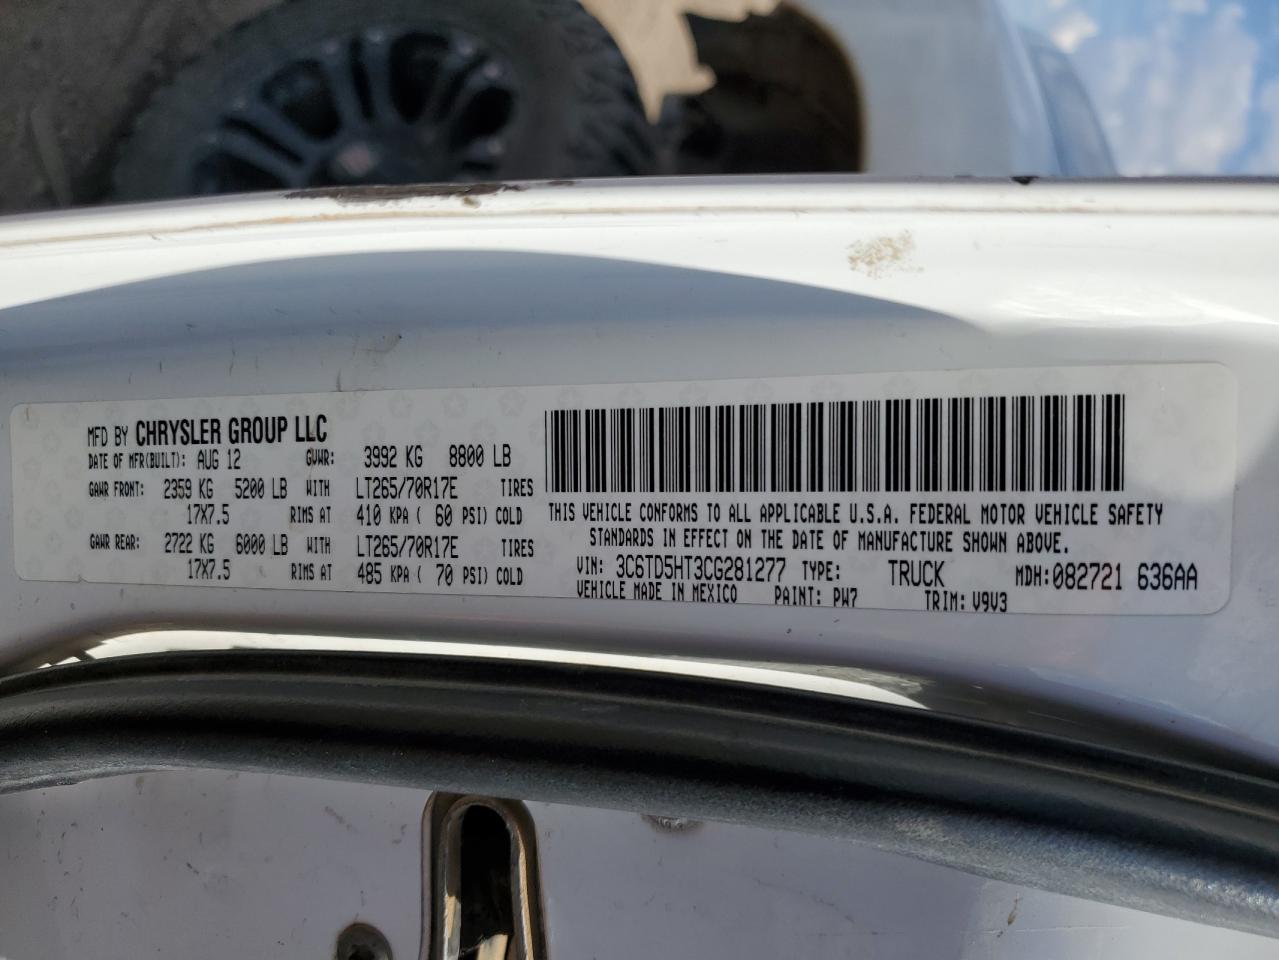 MFD BY CHRYSLER GROUP LLC
DATE OF MFR(BUILT): AUG 12 GVWR: 3992 KG 8800 LB
GAWR FRONT: 2359 KG 5200 LB WITH LT265/70R17E TIRES
17X7.5 RIMS AT 410 KPA ( 60 PSI) COLD
GAWR REAR: 2722 KG 6000 LB WITH LT265/70R17E TIRES
17X7.5 RIMS AT 485 KPA ( 70 PSI) COLD
THIS VEHICLE CONFORMS TO ALL APPLICABLE U.S.A. FEDERAL MOTOR VEHICLE SAFETY
STANDARDS IN EFFECT ON THE DATE OF MANUFACTURE SHOWN ABOVE.
VIN: 3C6TD5HT3CG281277 TYPE: TRUCK MDH:082721 636AA
VEHICLE MADE IN MEXICO PAINT: PW7 TRIM: V9V3